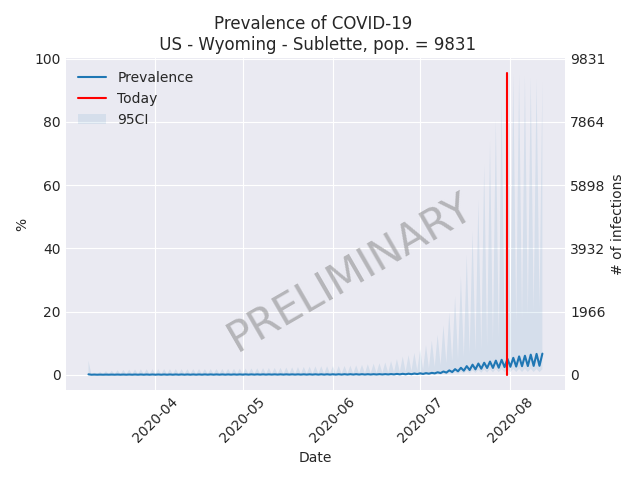 Prevalence of COVID-19
US - Wyoming - Sublette, pop. = 9831
100
80
60
40
20
0
%
Prevalence
Today
95CI
PRELIMINARY
9831
7864
5898
3932
1966
0
# of infections
2020-04
2020-05
2020-06
2020-07
2020-08
Date